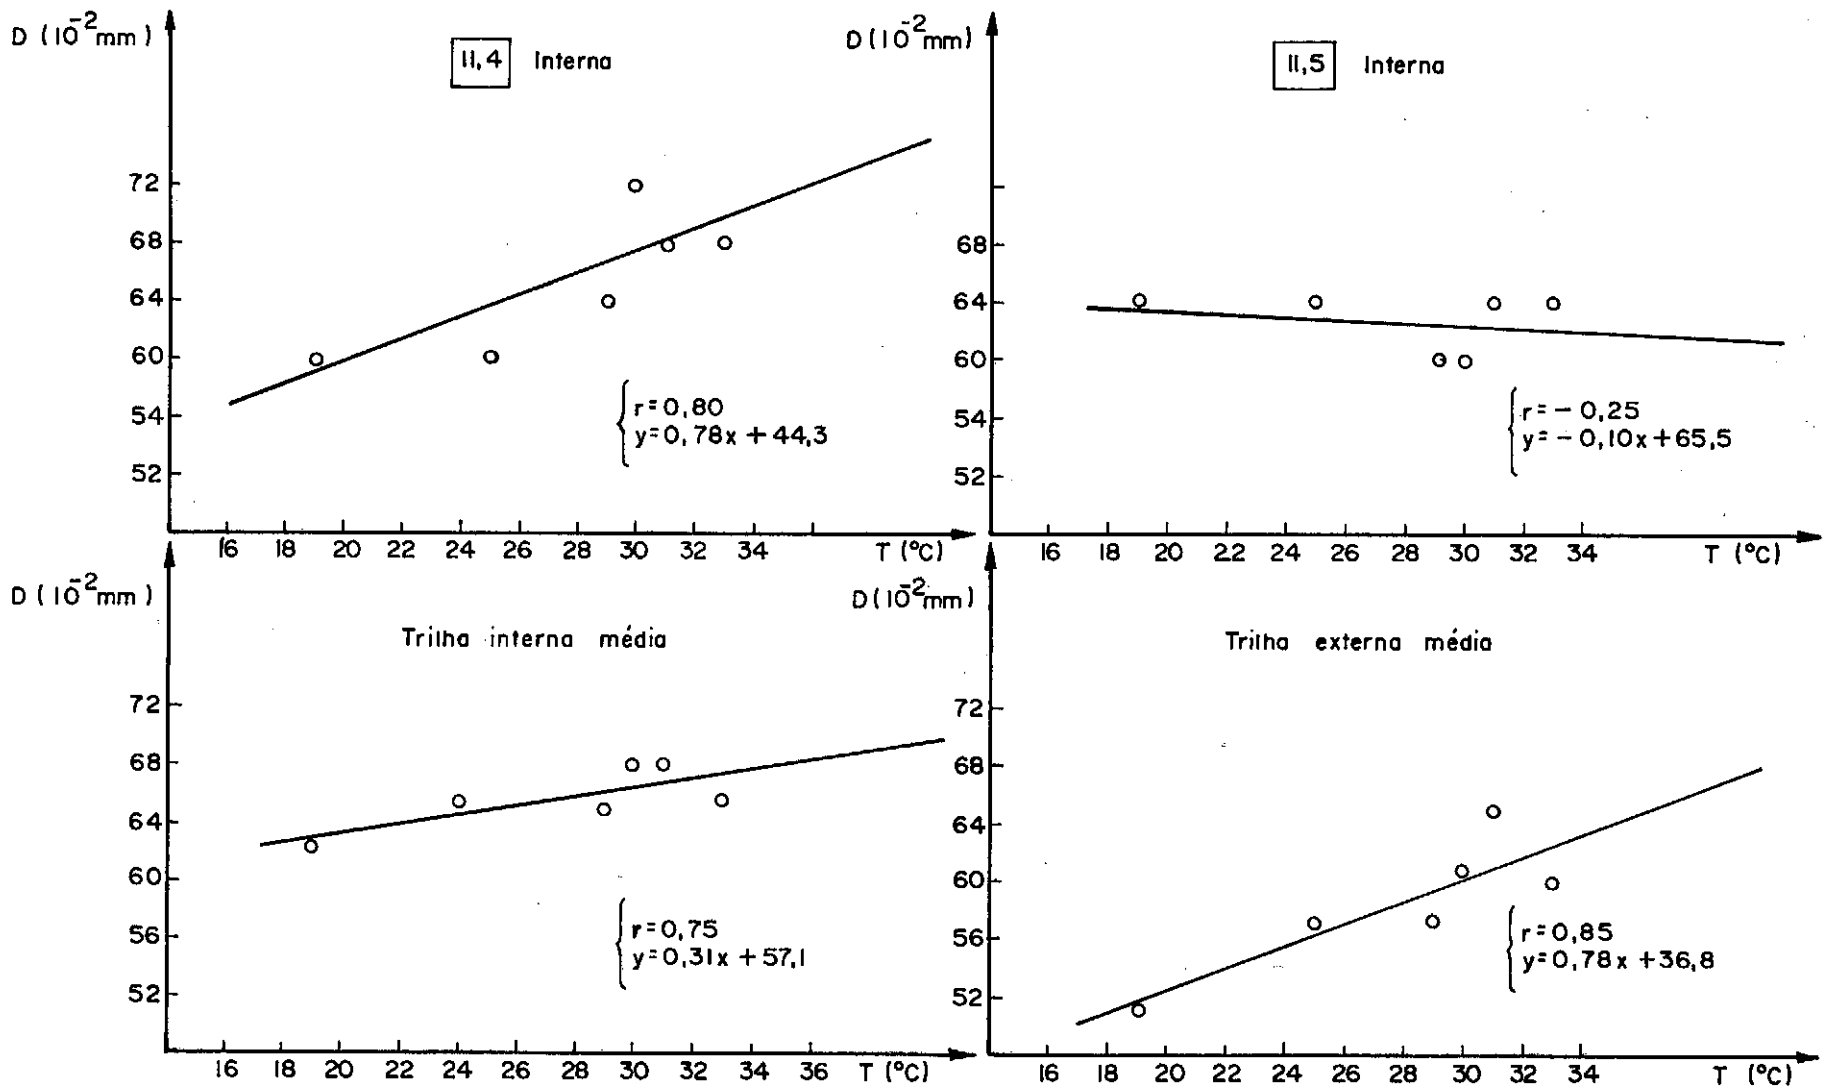 D (10⁻²mm)
11,4 Interna
72
68
64
60
54
52
r=0,80
y=0,78x+44,3
16 18 20 22 24 26 28 30 32 34 T (°C)
D (10⁻²mm)
11,5 Interna
68
64
60
54
52
r=-0,25
y=-0,10x+65,5
16 18 20 22 24 26 28 30 31 32 34 T (°C)
D (10⁻²mm)
Trilha interna média
72
68
64
60
56
52
r=0,75
y=0,31x+57,1
16 18 20 22 24 26 28 30 32 34 36 T (°C)
D (10⁻²mm)
Trilha externa média
72
68
64
60
56
52
r=0,85
y=0,78x+36,8
16 18 20 22 24 26 28 30 32 34 T (°C)